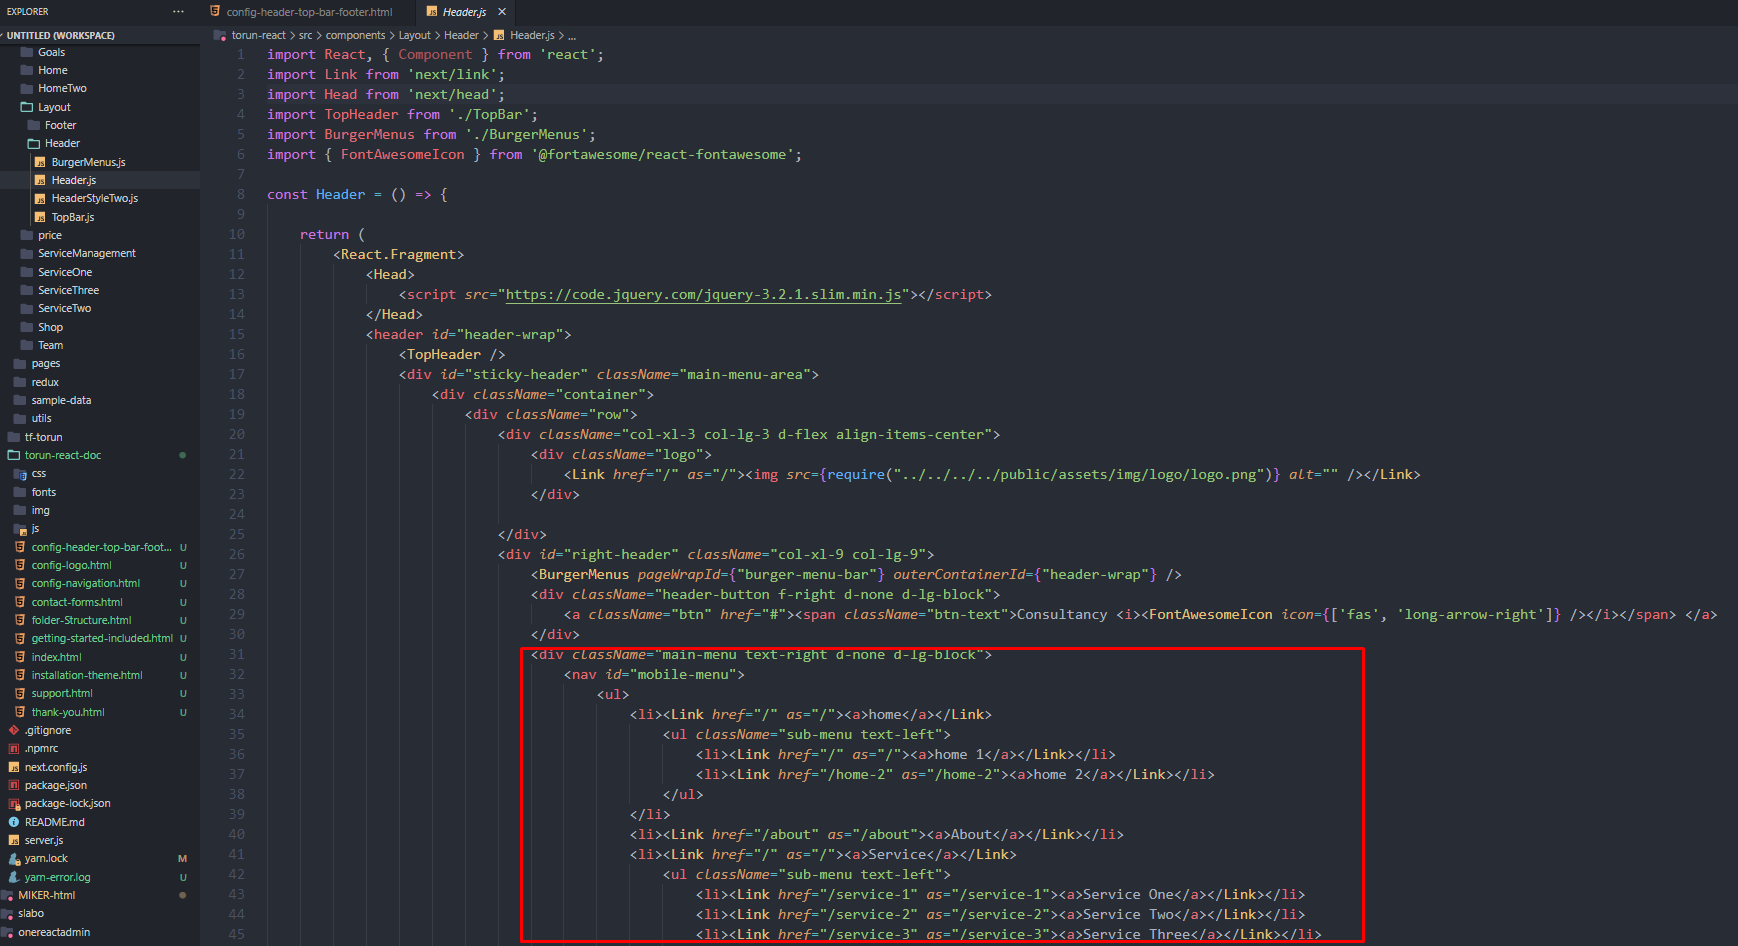 EXPLORER
···
UNTITLED (WORKSPACE)
Goals
Home
HomeTwo
Layout
Footer
Header
BurgerMenus.js
Header.js
HeaderStyleTwo.js
TopBar.js
price
ServiceManagement
ServiceOne
ServiceThree
ServiceTwo
Shop
Team
pages
redux
sample-data
utils
tf-torun
torun-react-doc
css
fonts
img
js
config-header-top-bar-foot... U
config-logo.html U
config-navigation.html U
contact-forms.html U
folder-Structure.html U
getting-started-included.html U
index.html U
installation-theme.html U
support.html U
thank-you.html U
.gitignore
.npmrc
next.config.js
package.json
package-lock.json
README.md
server.js
yarn.lock M
yarn-error.log U
MIKER-html
slabo
onereactadmin
config-header-top-bar-footer.html
JS Header.js ×
torun-react > src > components > Layout > Header > JS Header.js > ...
1 import React, { Component } from 'react';
2 import Link from 'next/link';
3 import Head from 'next/head';
4 import TopHeader from './TopBar';
5 import BurgerMenus from './BurgerMenus';
6 import { FontAwesomeIcon } from '@fortawesome/react-fontawesome';
7
8 const Header = () => {
9
10 return (
11 <React.Fragment>
12 <Head>
13 <script src="https://code.jquery.com/jquery-3.2.1.slim.min.js"></script>
14 </Head>
15 <header id="header-wrap">
16 <TopHeader />
17 <div id="sticky-header" className="main-menu-area">
18 <div className="container">
19 <div className="row">
20 <div className="col-xl-3 col-lg-3 d-flex align-items-center">
21 <div className="logo">
22 <Link href="/" as="/"><img src={require("../../../../public/assets/img/logo/logo.png")} alt="" /></Link>
23 </div>
24
25 </div>
26 <div id="right-header" className="col-xl-9 col-lg-9">
27 <BurgerMenus pageWrapId={"burger-menu-bar"} outerContainerId={"header-wrap"} />
28 <div className="header-button f-right d-none d-lg-block">
29 <a className="btn" href="#"><span className="btn-text">Consultancy <i><FontAwesomeIcon icon={['fas', 'long-arrow-right']} /></i></span> </a>
30 </div>
31 <div className="main-menu text-right d-none d-lg-block">
32 <nav id="mobile-menu">
33 <ul>
34 <li><Link href="/" as="/"><a>home</a></Link>
35 <ul className="sub-menu text-left">
36 <li><Link href="/" as="/"><a>home 1</a></Link></li>
37 <li><Link href="/home-2" as="/home-2"><a>home 2</a></Link></li>
38 </ul>
39 </li>
40 <li><Link href="/about" as="/about"><a>About</a></Link></li>
41 <li><Link href="/" as="/"><a>Service</a></Link>
42 <ul className="sub-menu text-left">
43 <li><Link href="/service-1" as="/service-1"><a>Service One</a></Link></li>
44 <li><Link href="/service-2" as="/service-2"><a>Service Two</a></Link></li>
45 <li><Link href="/service-3" as="/service-3"><a>Service Three</a></Link></li>